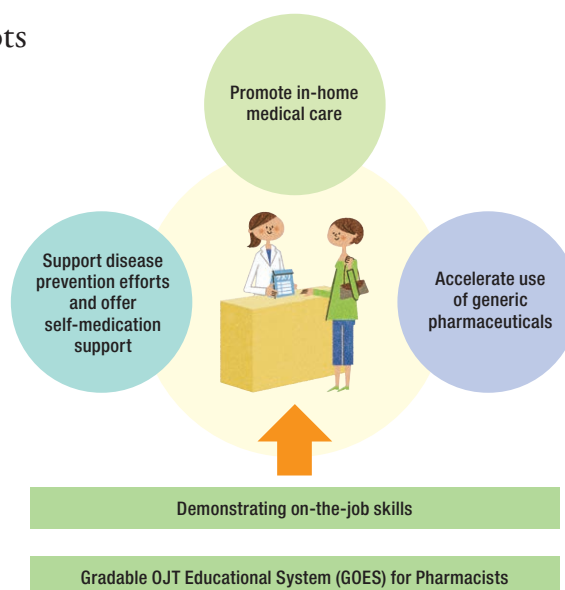 Promote in-home
medical care
Support disease
prevention efforts
and offer
self-medication
support
Accelerate use
of generic
pharmaceuticals
Demonstrating on-the-job skills
Gradable OJT Educational System (GOES) for Pharmacists